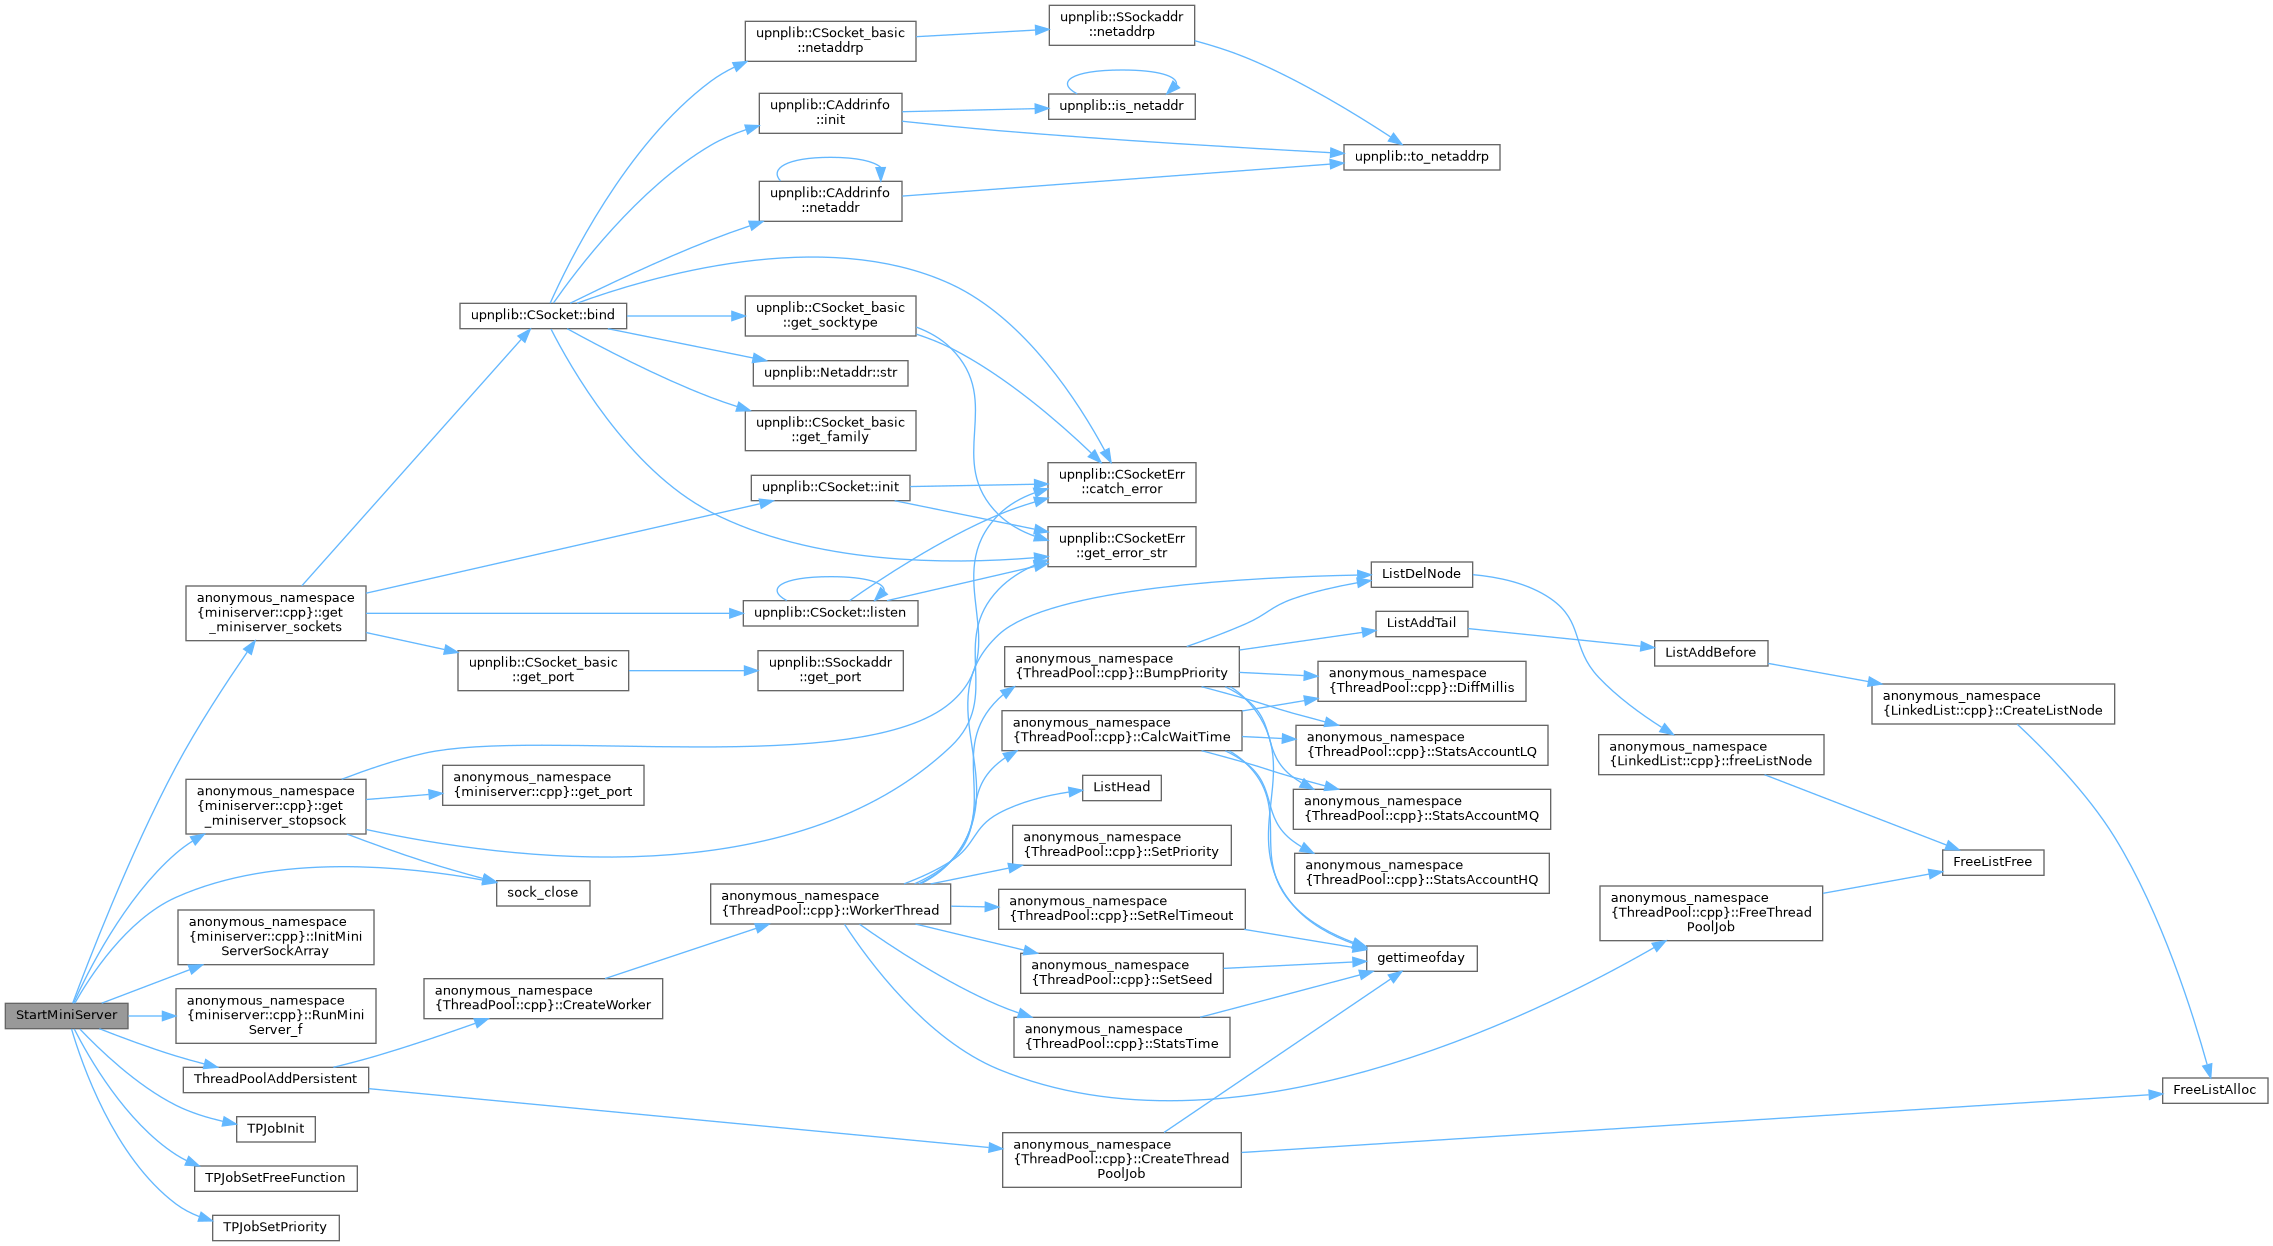 StartMiniServer
anonymous_namespace
{miniserver::cpp}::get
_miniserver_sockets
anonymous_namespace
{miniserver::cpp}::get
_miniserver_stopsock
anonymous_namespace
{miniserver::cpp}::InitMini
ServerSockArray
anonymous_namespace
{miniserver::cpp}::RunMini
Server_f
ThreadPoolAddPersistent
TPJobInit
TPJobSetFreeFunction
TPJobSetPriority
upnplib::CSocket::bind
upnplib::CSocket_basic
::get_port
anonymous_namespace
{miniserver::cpp}::get_port
sock_close
anonymous_namespace
{ThreadPool::cpp}::CreateWorker
upnplib::CSocket_basic
::netaddrp
upnplib::CAddrinfo
::init
upnplib::CAddrinfo
::netaddr
upnplib::CSocket_basic
::get_socktype
upnplib::Netaddr::str
upnplib::CSocket_basic
::get_family
upnplib::CSocket::init
upnplib::CSocket::listen
upnplib::SSockaddr
::get_port
anonymous_namespace
{ThreadPool::cpp}::WorkerThread
upnplib::SSockaddr
::netaddrp
upnplib::is_netaddr
upnplib::CSocketErr
::catch_error
upnplib::CSocketErr
::get_error_str
anonymous_namespace
{ThreadPool::cpp}::BumpPriority
anonymous_namespace
{ThreadPool::cpp}::CalcWaitTime
ListHead
anonymous_namespace
{ThreadPool::cpp}::SetPriority
anonymous_namespace
{ThreadPool::cpp}::SetRelTimeout
anonymous_namespace
{ThreadPool::cpp}::SetSeed
anonymous_namespace
{ThreadPool::cpp}::StatsTime
anonymous_namespace
{ThreadPool::cpp}::CreateThread
PoolJob
upnplib::to_netaddrp
ListDelNode
ListAddTail
anonymous_namespace
{ThreadPool::cpp}::DiffMillis
anonymous_namespace
{ThreadPool::cpp}::StatsAccountLQ
anonymous_namespace
{ThreadPool::cpp}::StatsAccountMQ
anonymous_namespace
{ThreadPool::cpp}::StatsAccountHQ
gettimeofday
ListAddBefore
anonymous_namespace
{LinkedList::cpp}::freeListNode
anonymous_namespace
{ThreadPool::cpp}::FreeThread
PoolJob
anonymous_namespace
{LinkedList::cpp}::CreateListNode
FreeListFree
FreeListAlloc